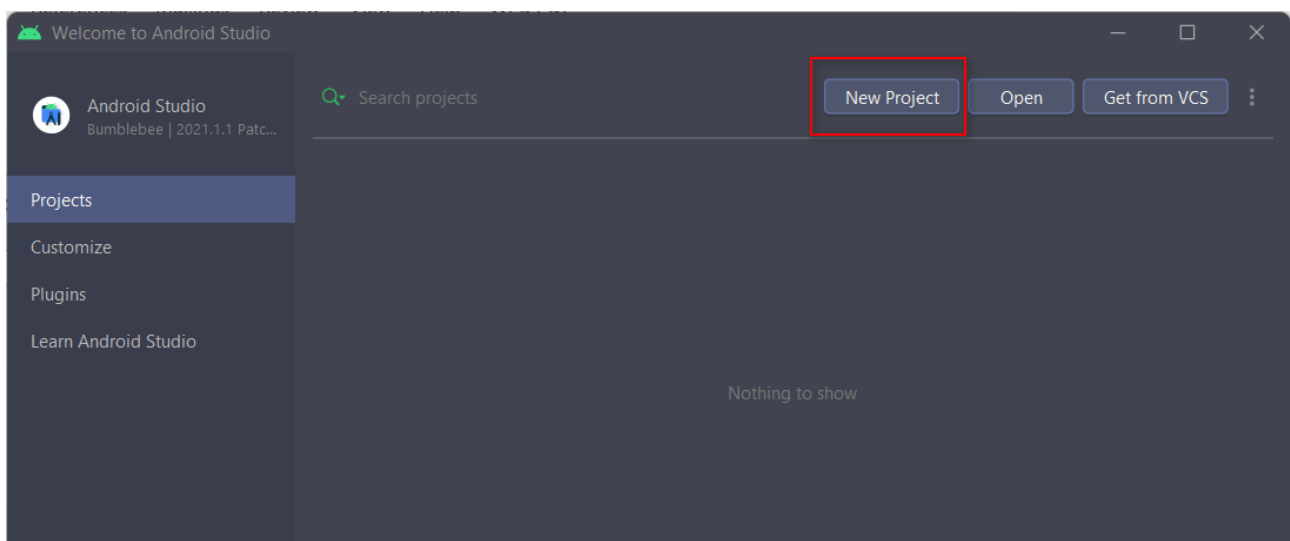 Welcome to Android Studio
Android Studio
Bumblebee | 2021.1.1 Patc...
Search projects
New Project
Open
Get from VCS
Projects
Customize
Plugins
Learn Android Studio
Nothing to show